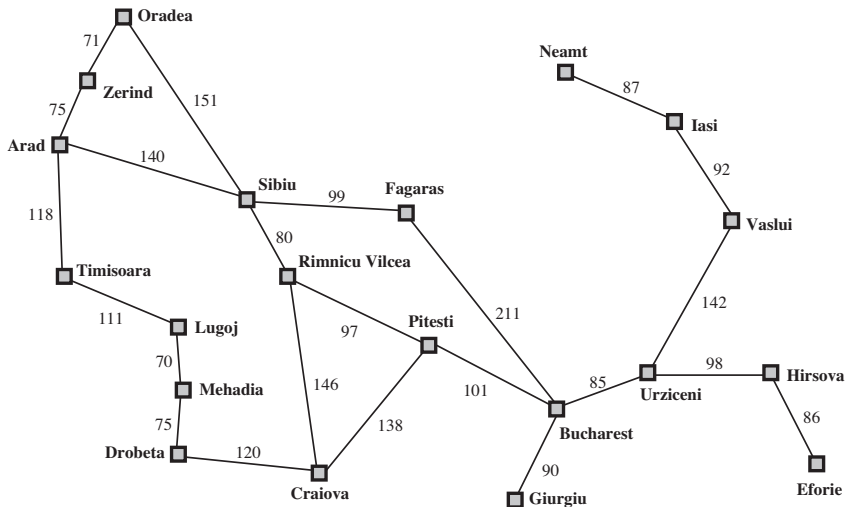 Oradea
Neamt
71
87
Zerind
151
75
Iasi
Arad
140
92
Sibiu
99
Fagaras
118
Vaslui
80
Timisoara
Rimnicu Vilcea
142
111
211
Lugoj
97
Pitesti
70
98
Hirsova
146
101
85
Urziceni
Mehadia
86
75
138
Bucharest
Drobeta
120
90
Craiova
Giurgiu
Eforie